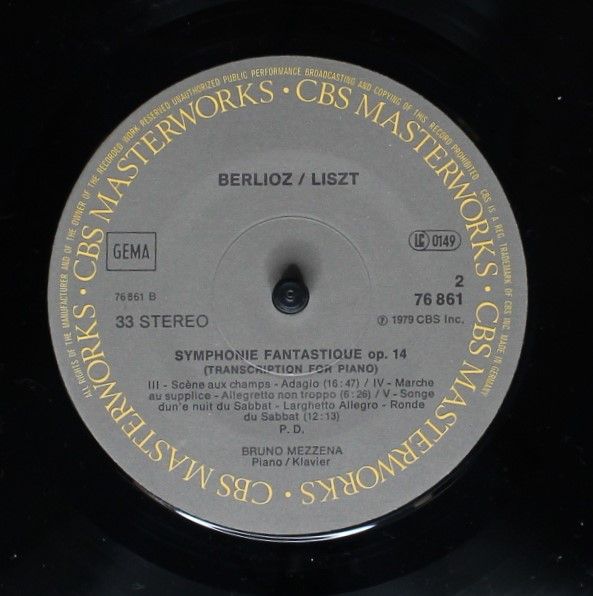 ALL RIGHTS OF THE MANUFACTURER AND OF THE OWNER OF THE RECORDED WORK RESERVED UNAUTHORIZED PUBLIC PERFORMANCE BROADCASTING AND COPYING OF THIS RECORD PROHIBITED CBS IS A REG. TRADEMARK OF CBS INC. MADE IN GERMANY
CBS MASTERWORKS · CBS MASTERWORKS · CBS MASTERWORKS · CBS MASTERWORKS ·
BERLIOZ / LISZT
GEMA
LC 0149
2
76 861 B
76 861
33 STEREO
℗ 1979 CBS Inc.
SYMPHONIE FANTASTIQUE op. 14
(TRANSCRIPTION FOR PIANO)
III - Scène aux champs - Adagio (16:47) / IV - Marche
au supplice - Allegretto non troppo (6:26) / V - Songe
dun'e nuit du Sabbat - Larghetto Allegro - Ronde
du Sabbat (12:13)
P. D.
BRUNO MEZZENA
Piano / Klavier